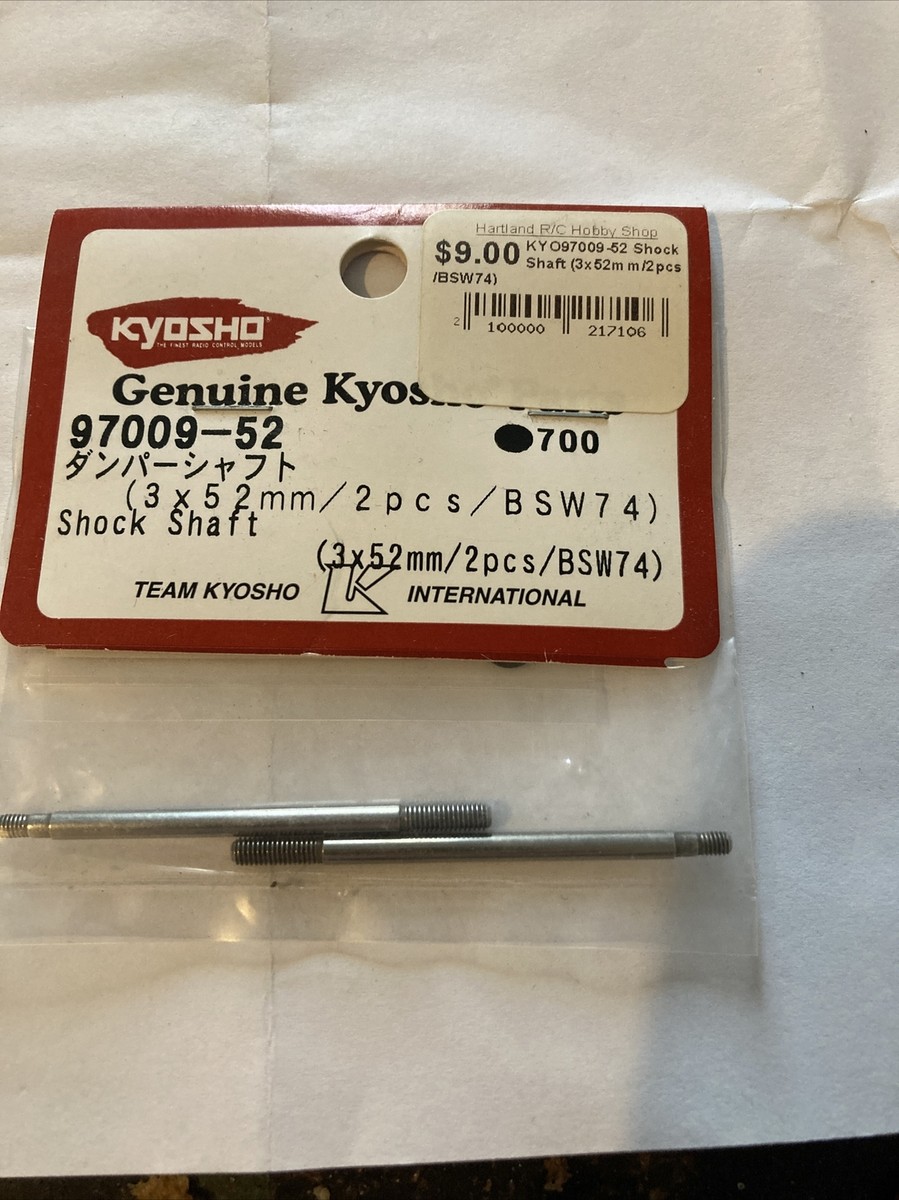 Hartland R/C Hobby Shop
$9.00 KYO97009-52 Shock
Shaft (3x52m m/2pcs
/BSW74)
2 100000 217106
KYOSHO
THE FINEST RADIO CONTROL MODELS
Genuine Kyosho Parts
97009-52
●700
ダンパーシャフト
(3x52mm/2pcs/BSW74)
Shock Shaft
(3x52mm/2pcs/BSW74)
TEAM KYOSHO K INTERNATIONAL